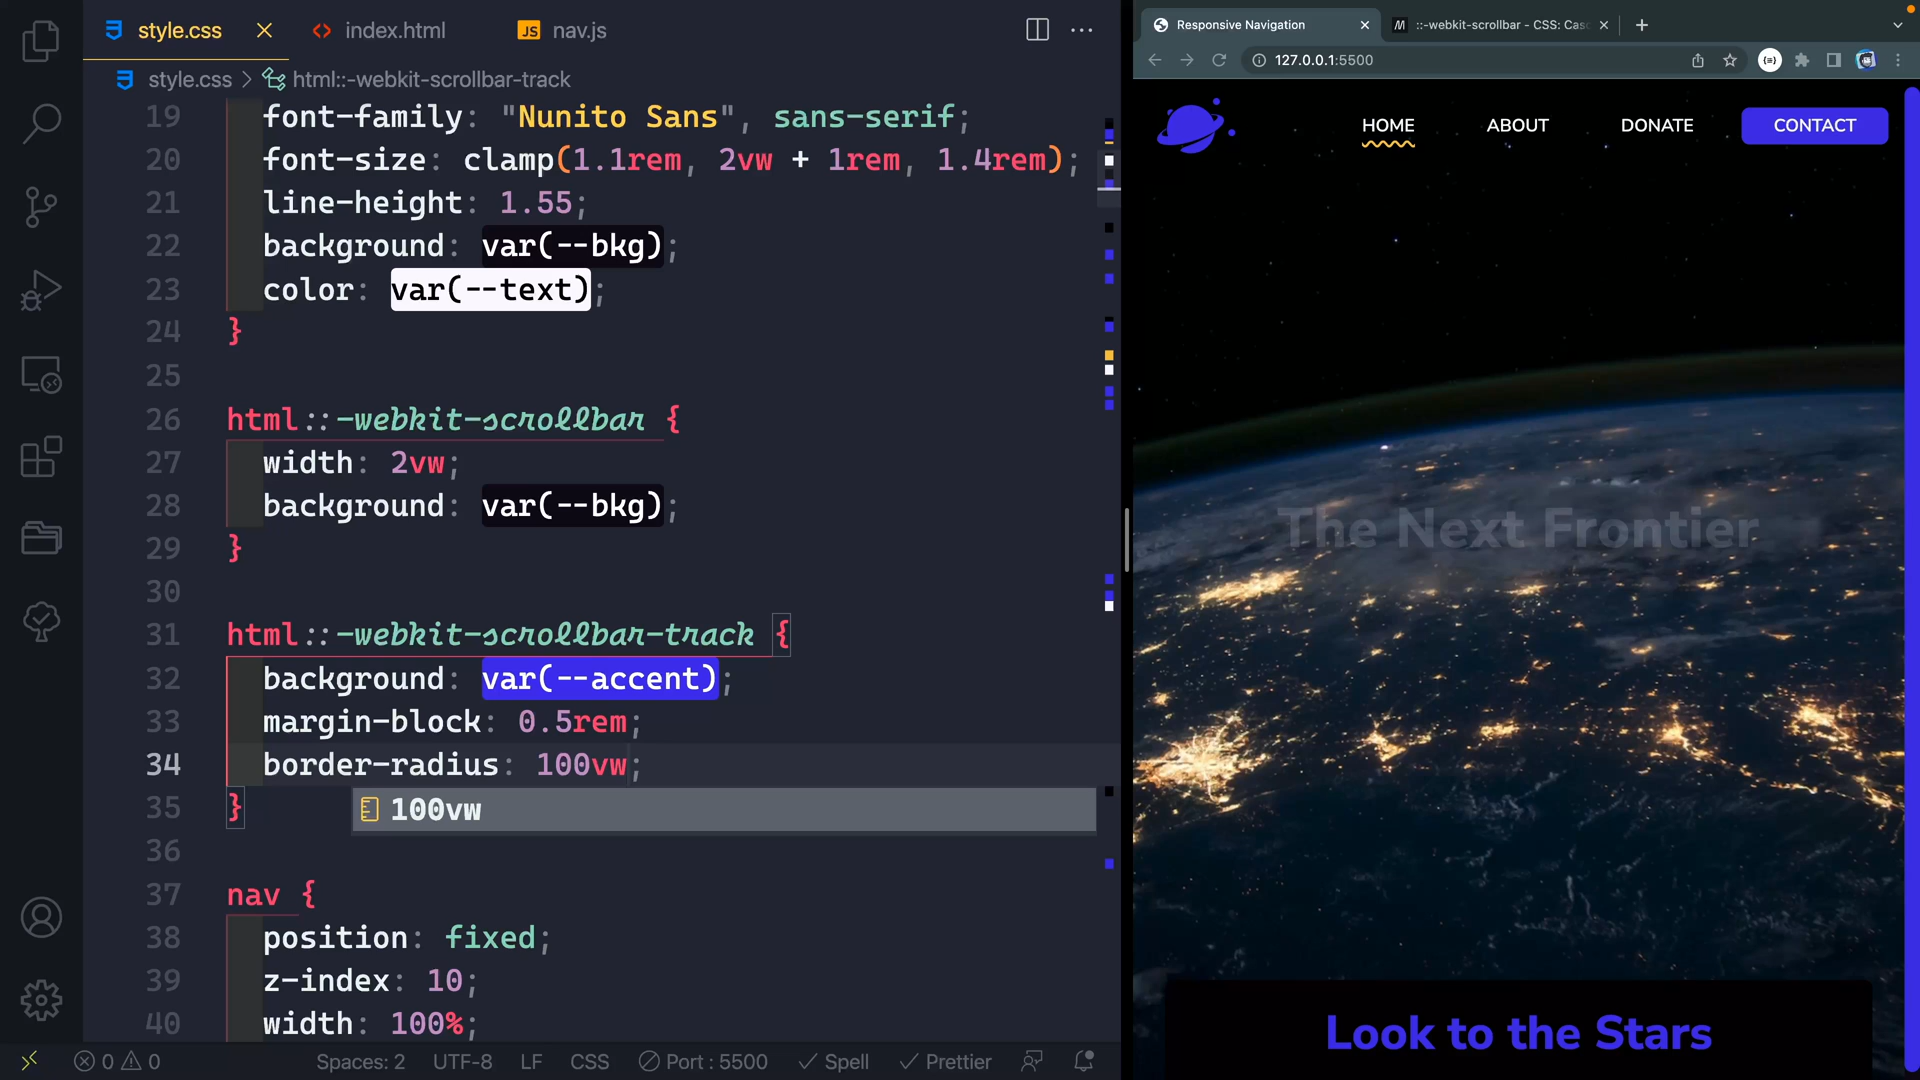 style.css
index.html
JS nav.js
style.css > html::-webkit-scrollbar-track
19 font-family: "Nunito Sans", sans-serif;
20 font-size: clamp(1.1rem, 2vw + 1rem, 1.4rem);
21 line-height: 1.55;
22 background: var(--bkg);
23 color: var(--text);
24 }
25
26 html::-webkit-scrollbar {
27 width: 2vw;
28 background: var(--bkg);
29 }
30
31 html::-webkit-scrollbar-track {
32 background: var(--accent);
33 margin-block: 0.5rem;
34 border-radius: 100vw;
35 }
100vw
36
37 nav {
38 position: fixed;
39 z-index: 10;
40 width: 100%;
0 0
Spaces: 2
UTF-8
LF
CSS
Port : 5500
Spell
Prettier
Responsive Navigation
::-webkit-scrollbar - CSS: Casc
127.0.0.1:5500
HOME
ABOUT
DONATE
CONTACT
The Next Frontier
Look to the Stars